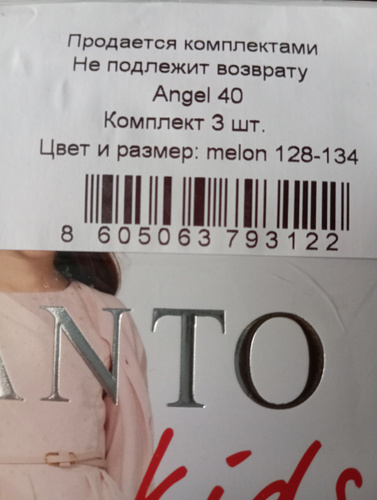 Продается комплектами
Не подлежит возврату
Angel 40
Комплект 3 шт.
Цвет и размер: melon 128-134
8 605063 793122
ANTO
kids